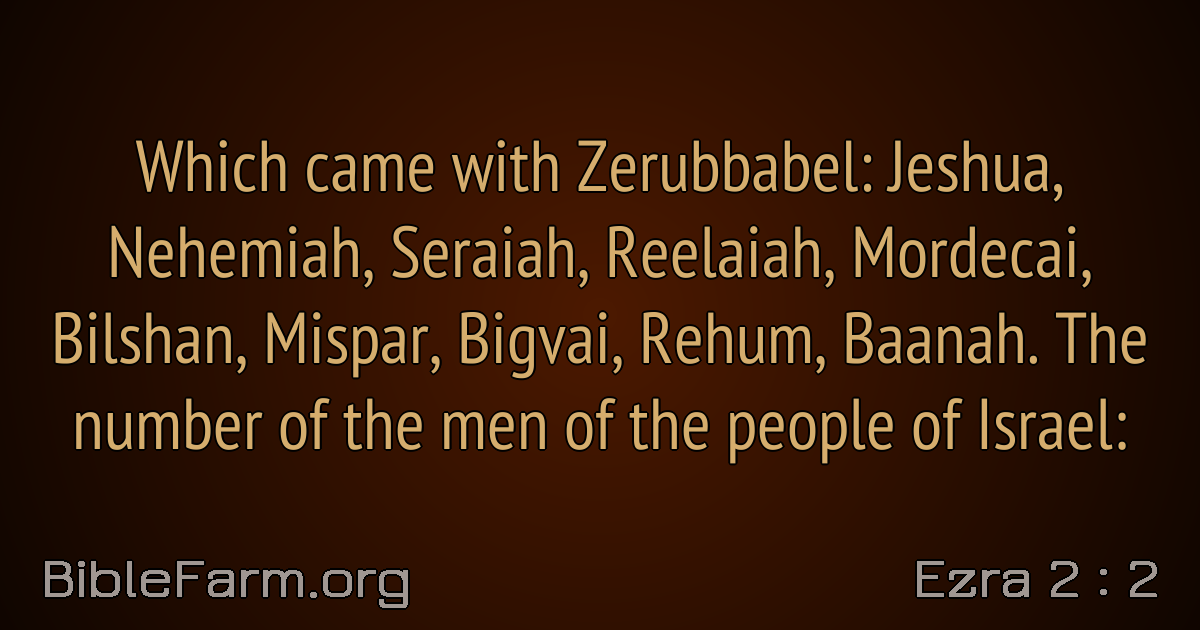 Which came with Zerubbabel: Jeshua,
Nehemiah, Seraiah, Reelaiah, Mordecai,
Bilshan, Mispar, Bigvai, Rehum, Baanah. The
number of the men of the people of Israel:
BibleFarm.org
Ezra 2 : 2